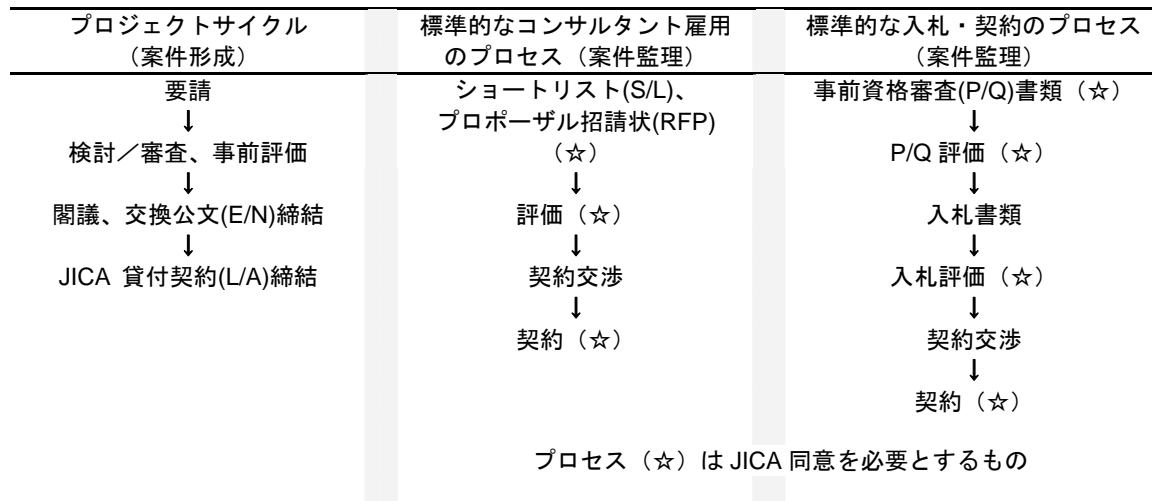 プロジェクトサイクル
（案件形成）
要請
↓
検討／審査、事前評価
↓
閣議、交換公文(E/N)締結
↓
JICA 貸付契約(L/A)締結
標準的なコンサルタント雇用
のプロセス（案件監理）
ショートリスト(S/L)、
プロポーザル招請状(RFP)
（☆）
↓
評価（☆）
↓
契約交渉
↓
契約（☆）
標準的な入札・契約のプロセス
（案件監理）
事前資格審査(P/Q)書類（☆）
↓
P/Q 評価（☆）
↓
入札書類
↓
入札評価（☆）
↓
契約交渉
↓
契約（☆）
プロセス（☆）は JICA 同意を必要とするもの